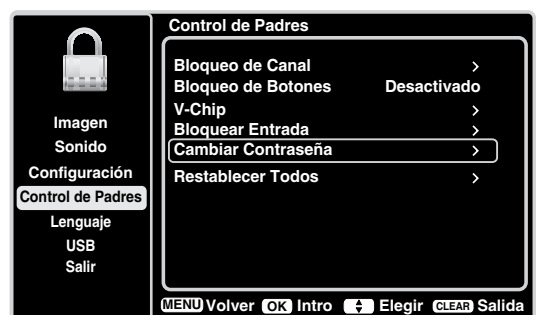 Control de Padres
Bloqueo de Canal >
Bloqueo de Botones Desactivado
V-Chip >
Bloquear Entrada >
Cambiar Contraseña >
Restablecer Todos >
Imagen
Sonido
Configuración
Control de Padres
Lenguaje
USB
Salir
MENU Volver OK Intro Elegir CLEAR Salida